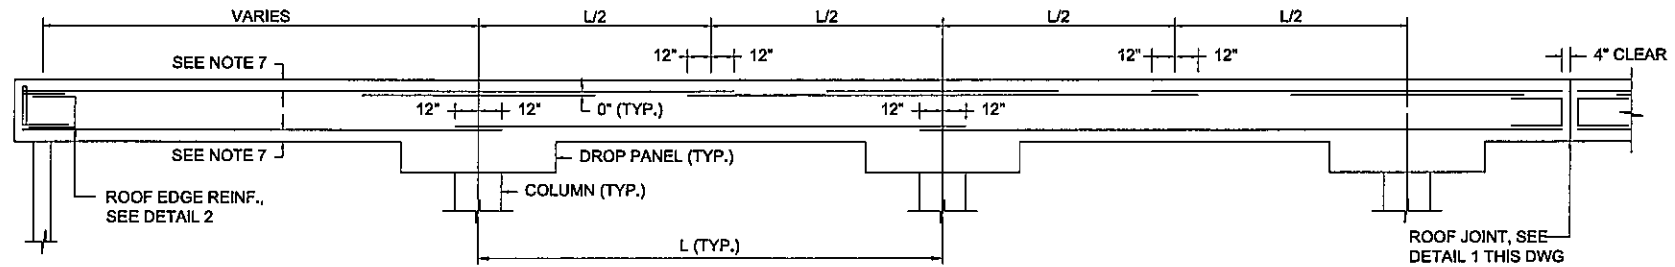 VARIES
L/2
L/2
L/2
L/2
12"
12"
12"
12"
4" CLEAR
SEE NOTE 7
12"
12"
0" (TYP.)
12"
12"
SEE NOTE 7
DROP PANEL (TYP.)
COLUMN (TYP.)
ROOF EDGE REINF.,
SEE DETAIL 2
L (TYP.)
ROOF JOINT, SEE
DETAIL 1 THIS DWG